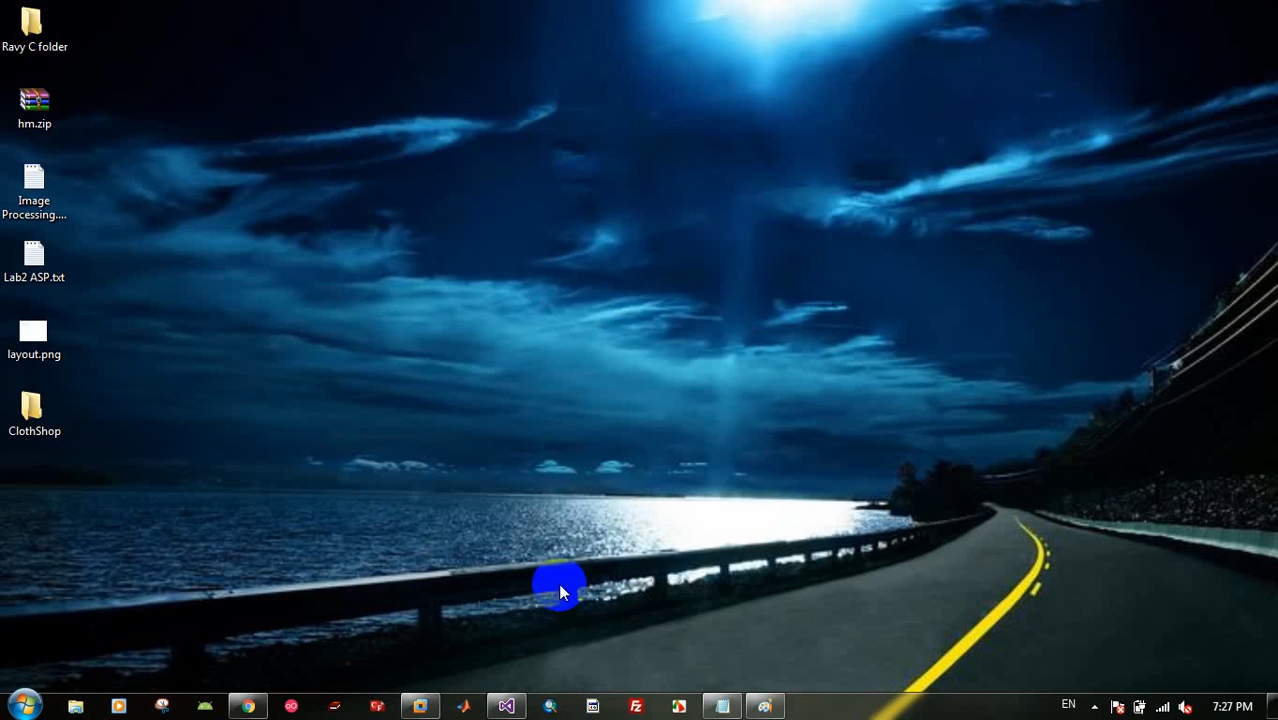 Ravy C folder
hm.zip
Image
Processing....
Lab2 ASP.txt
layout.png
ClothShop
EN
7:27 PM